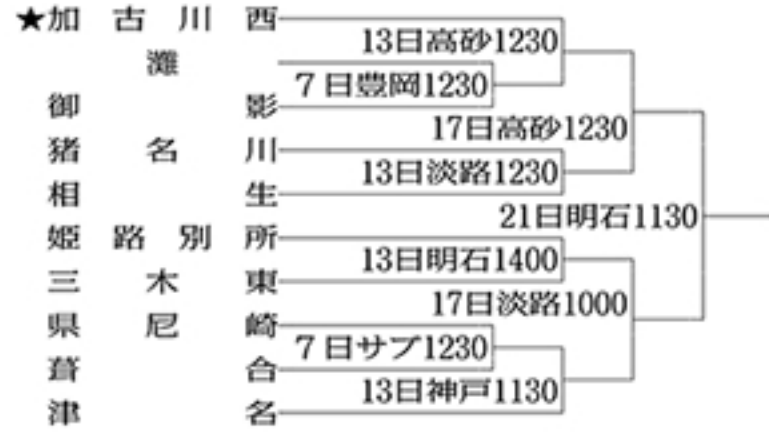 ★加古川西
13日高砂1230
灘
7日豊岡1230
御影
17日高砂1230
猪名川
13日淡路1230
相生
21日明石1130
姫路別所
13日明石1400
三木東
17日淡路1000
県尼崎
7日サブ1230
葺合
13日神戸1130
津名